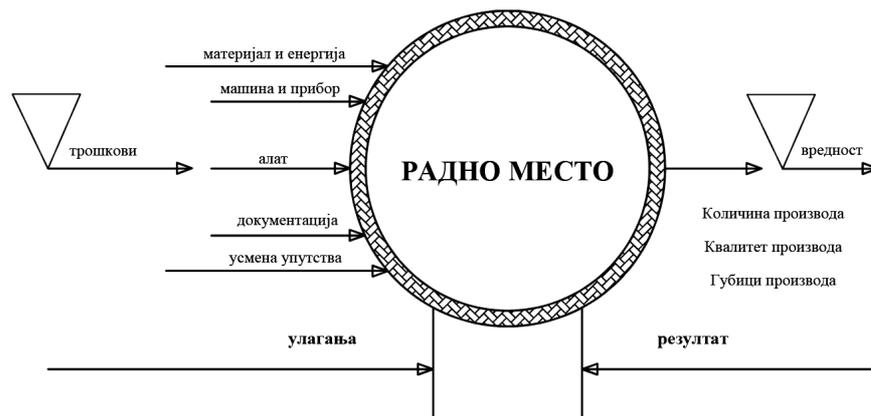 материјал и енергија
машина и прибор
трошкови
алат
РАДНО МЕСТО
вредност
документација
усмена упутства
Количина производа
Квалитет производа
Губици производа
улагања
резултат